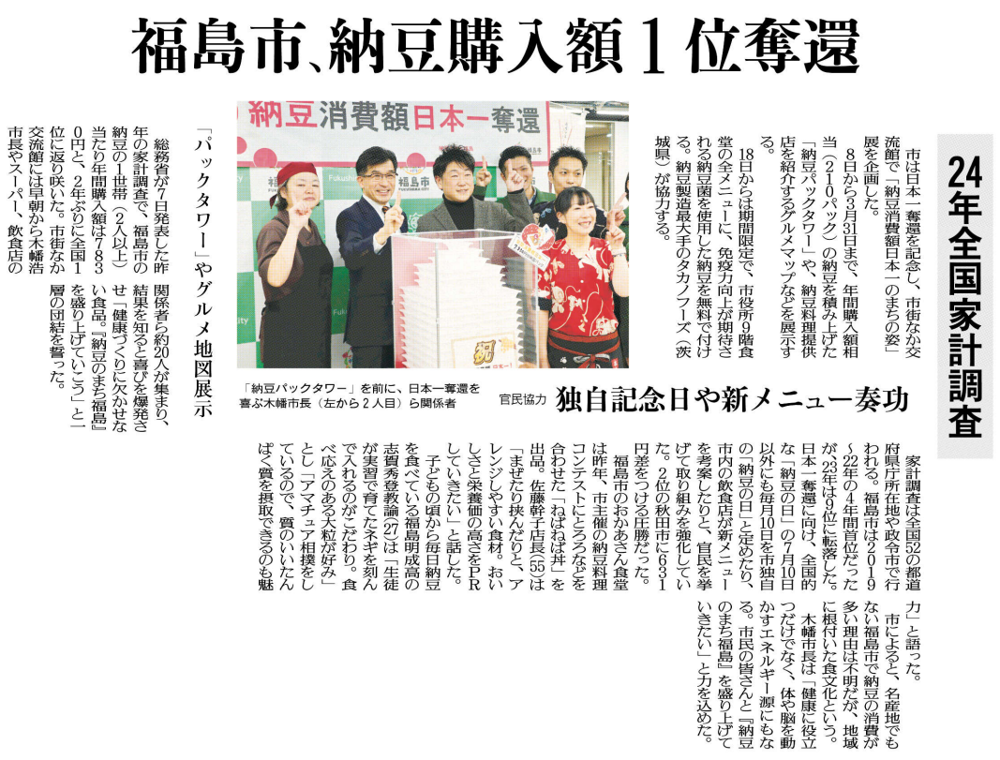 福島市、納豆購入額1位奪還
24年全国家計調査
「パックタワー」やグルメ地図展示
総務省が7日発表した昨
年の家計調査で、福島市の
納豆の1世帯(2人以上)
当たり年間購入額は783
0円と、2年ぶりに全国1
位に返り咲いた。市街なか
交流館には早朝から木幡浩
市長やスーパー、飲食店の
関係者ら約20人が集まり、
結果を知ると喜びを爆発さ
せ「健康づくりに欠かせな
い食品。『納豆のまち福島』
を盛り上げていこう」と一
層の団結を誓った。
市は日本一奪還を記念し、市街なか交
流館で「納豆消費額日本一のまちの姿」
展を企画した。
8日から3月31日まで、年間購入額相
当(210パック)の納豆を積み上げた
「納豆パックタワー」や、納豆料理提供
店を紹介するグルメマップなどを展示す
る。
18日からは期間限定で、市役所9階食
堂の全メニューに、免疫力向上が期待さ
れる納豆菌を使用した納豆を無料で付け
る。納豆製造最大手のタカノフーズ(茨
城県)が協力する。
納豆消費額日本一奪還
福島市
FUKUSHIMA CITY
祝
「納豆パックタワー」を前に、日本一奪還を
喜ぶ木幡市長(左から2人目)ら関係者
官民協力 独自記念日や新メニュー奏功
家計調査は全国52の都道
府県庁所在地や政令市で行
われる。福島市は2019
~22年の4年間首位だった
が、23年は9位に転落した。
日本一奪還に向け、全国的
な「納豆の日」の7月10日
以外にも毎月10日を市独自
の「納豆の日」と定めたり、
市内の飲食店が新メニュー
を考案したりと、官民を挙
げて取り組みを強化してい
た。2位の秋田市に631
円差をつける圧勝だった。
福島市のおかあさん食堂
は昨年、市主催の納豆料理
コンテストにとろろなどを
合わせた「ねばねば丼」を
出品。佐藤幹子店長(55)は
「まぜたり挟んだりと、ア
レンジしやすい食材。おい
しさと栄養価の高さをPR
していきたい」と話した。
子どもの頃から毎日納豆
を食べている福島明成高の
志賀秀登教諭(27)は「生徒
が実習で育てたネギを刻ん
で入れるのがこだわり。食
べ応えのある大粒が好み」
とし「アマチュア相撲をし
ているので、質のいいたん
ぱく質を摂取できるのも魅
力」と語った。
市によると、名産地でも
ない福島市で納豆の消費が
多い理由は不明だが、地域
に根付いた食文化という。
木幡市長は「健康に役立
つだけでなく、体や脳を動
かすエネルギー源にもな
る。市民の皆さんと『納豆
のまち福島』を盛り上げて
いきたい」と力を込めた。